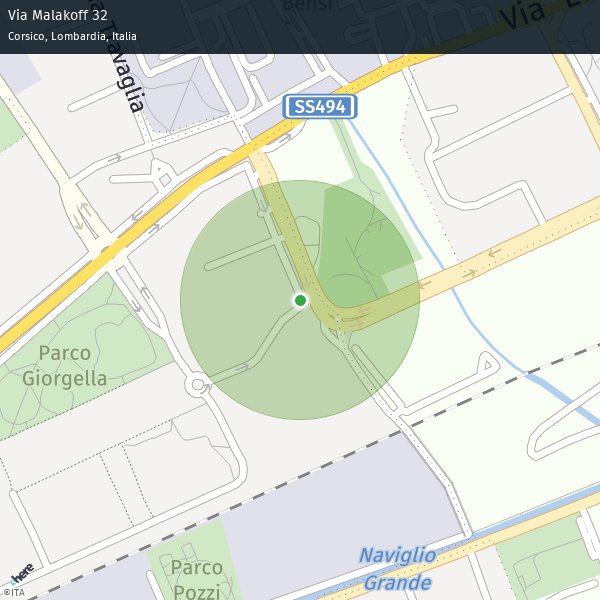 Via Malakoff 32
Corsico, Lombardia, Italia
Bensi
Travaglia
Via
SS494
Parco
Giorgella
Naviglio
Grande
Parco
Pozzi
here
©ITA